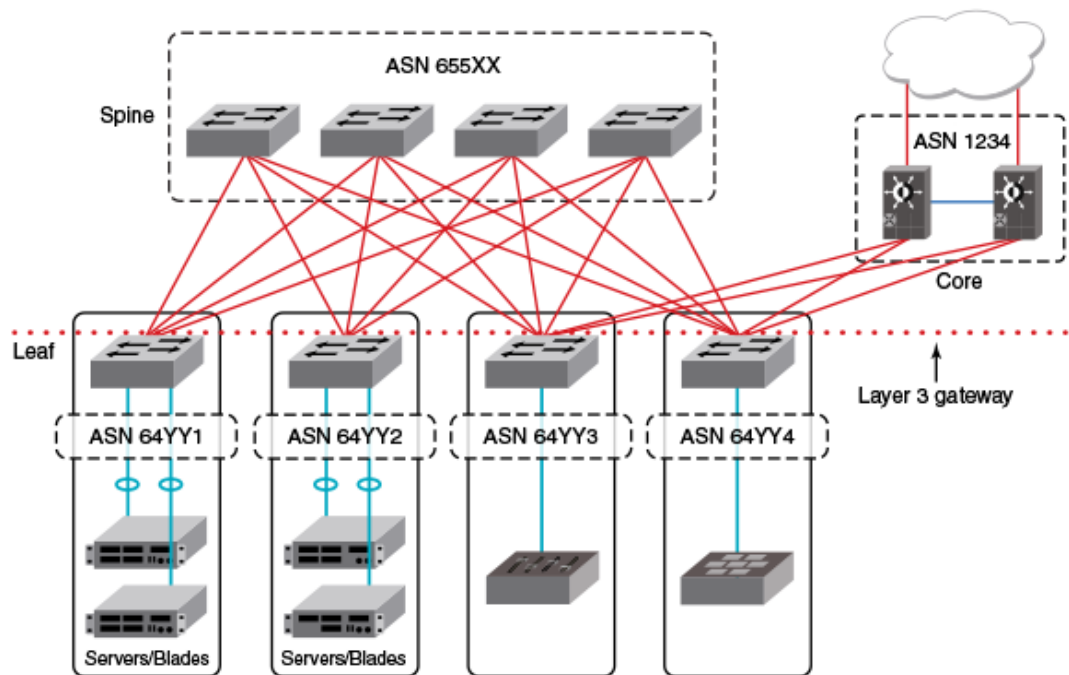 ASN 655XX
Spine
ASN 1234
Core
Leaf
Layer 3 gateway
ASN 64YY1
ASN 64YY2
ASN 64YY3
ASN 64YY4
Servers/Blades
Servers/Blades